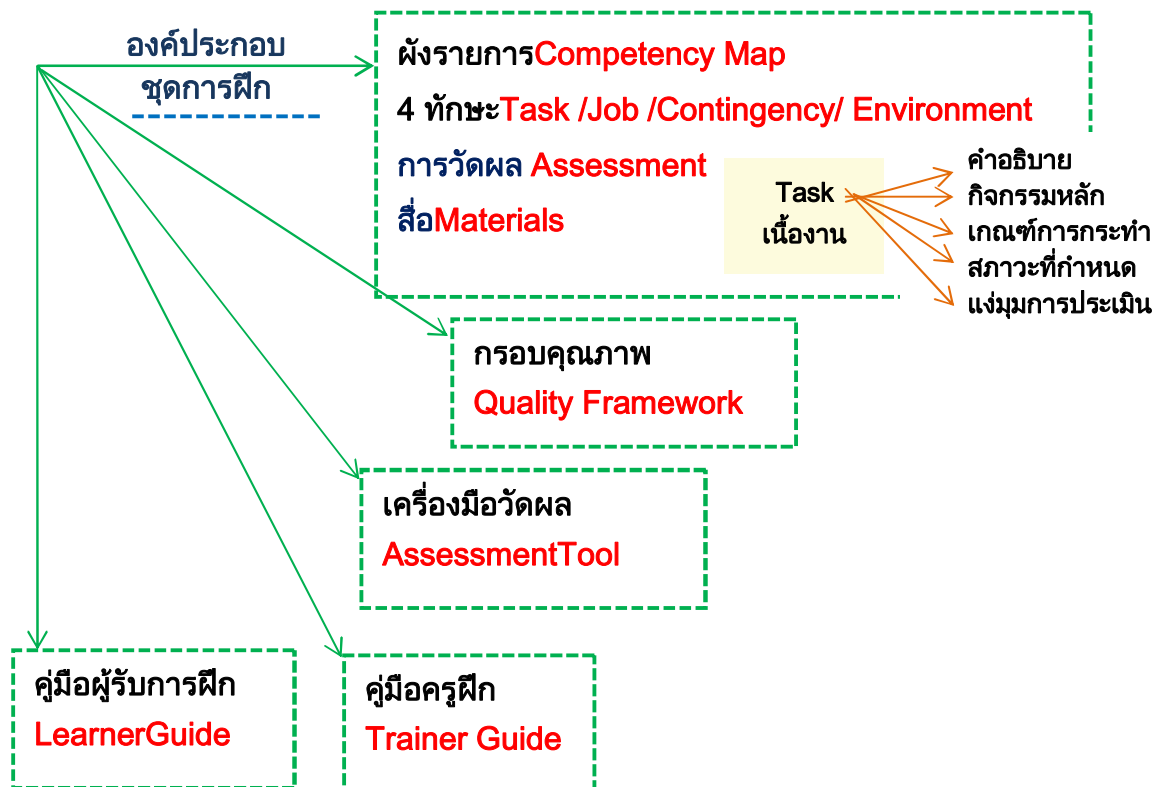 องค์ประกอบ
ชุดการฝึก
ผังรายการCompetency Map
4 ทักษะTask /Job /Contingency/ Environment
การวัดผล Assessment
สื่อMaterials
Task
เนื้องาน
คำอธิบาย
กิจกรรมหลัก
เกณฑ์การกระทำ
สภาวะที่กำหนด
แง่มุมการประเมิน
กรอบคุณภาพ
Quality Framework
เครื่องมือวัดผล
AssessmentTool
คู่มือผู้รับการฝึก
LearnerGuide
คู่มือครูฝึก
Trainer Guide